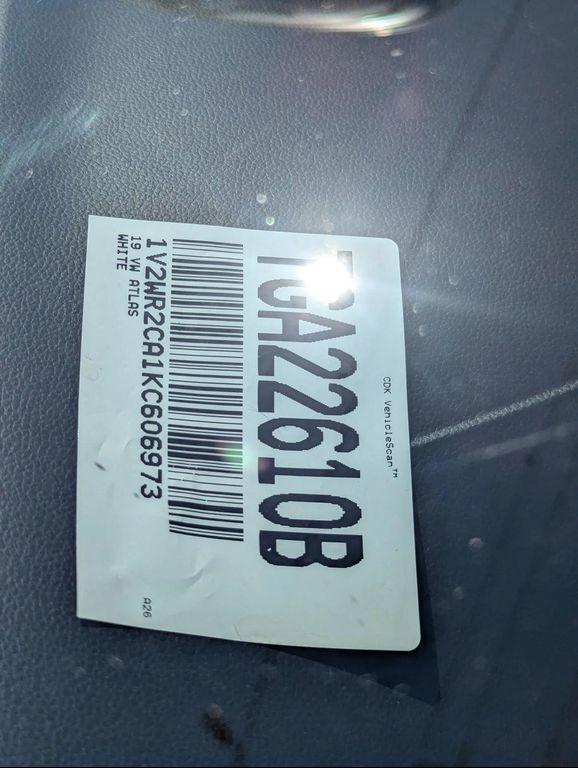 CDK VehicleScan™
TGA22610B
1V2WR2CA1KC606973
19 VW ATLAS
WHITE
A26